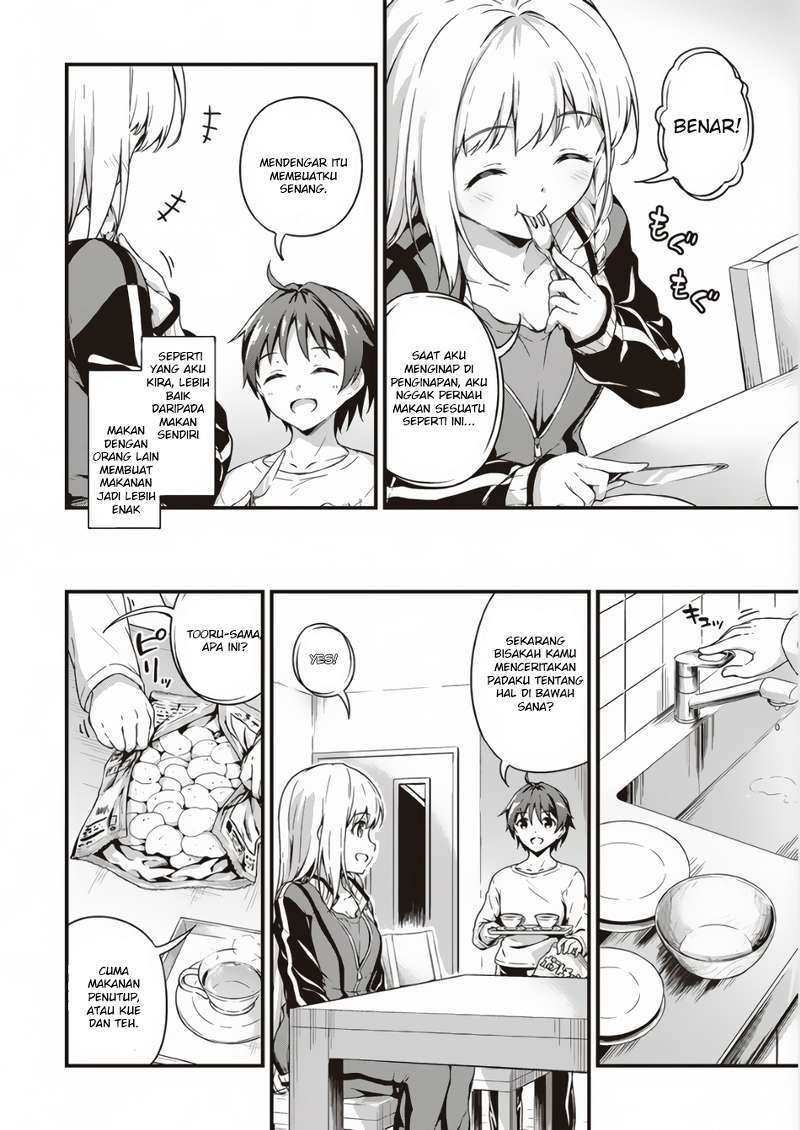 BENAR!
もぐ
もぐ
SAAT AKU
MENGINAP DI
PENGINAPAN, AKU
NGGAK PERNAH
MAKAN SESUATU
SEPERTI INI...
MENDENGAR ITU
MEMBUATKU
SENANG.
SEPERTI
YANG AKU
KIRA, LEBIH
BAIK
DARIPADA
MAKAN
SENDIRI
MAKAN
DENGAN
ORANG LAIN
MEMBUAT
MAKANAN
JADI LEBIH
ENAK
キュッ
SEKARANG
BISAKAH KAMU
MENCERITAKAN
PADAKU TENTANG
HAL DI BAWAH
SANA?
YES!
TOORU-SAMA,
APA INI?
ピリッ
CUMA
MAKANAN
PENUTUP,
ATAU KUE
DAN TEH.